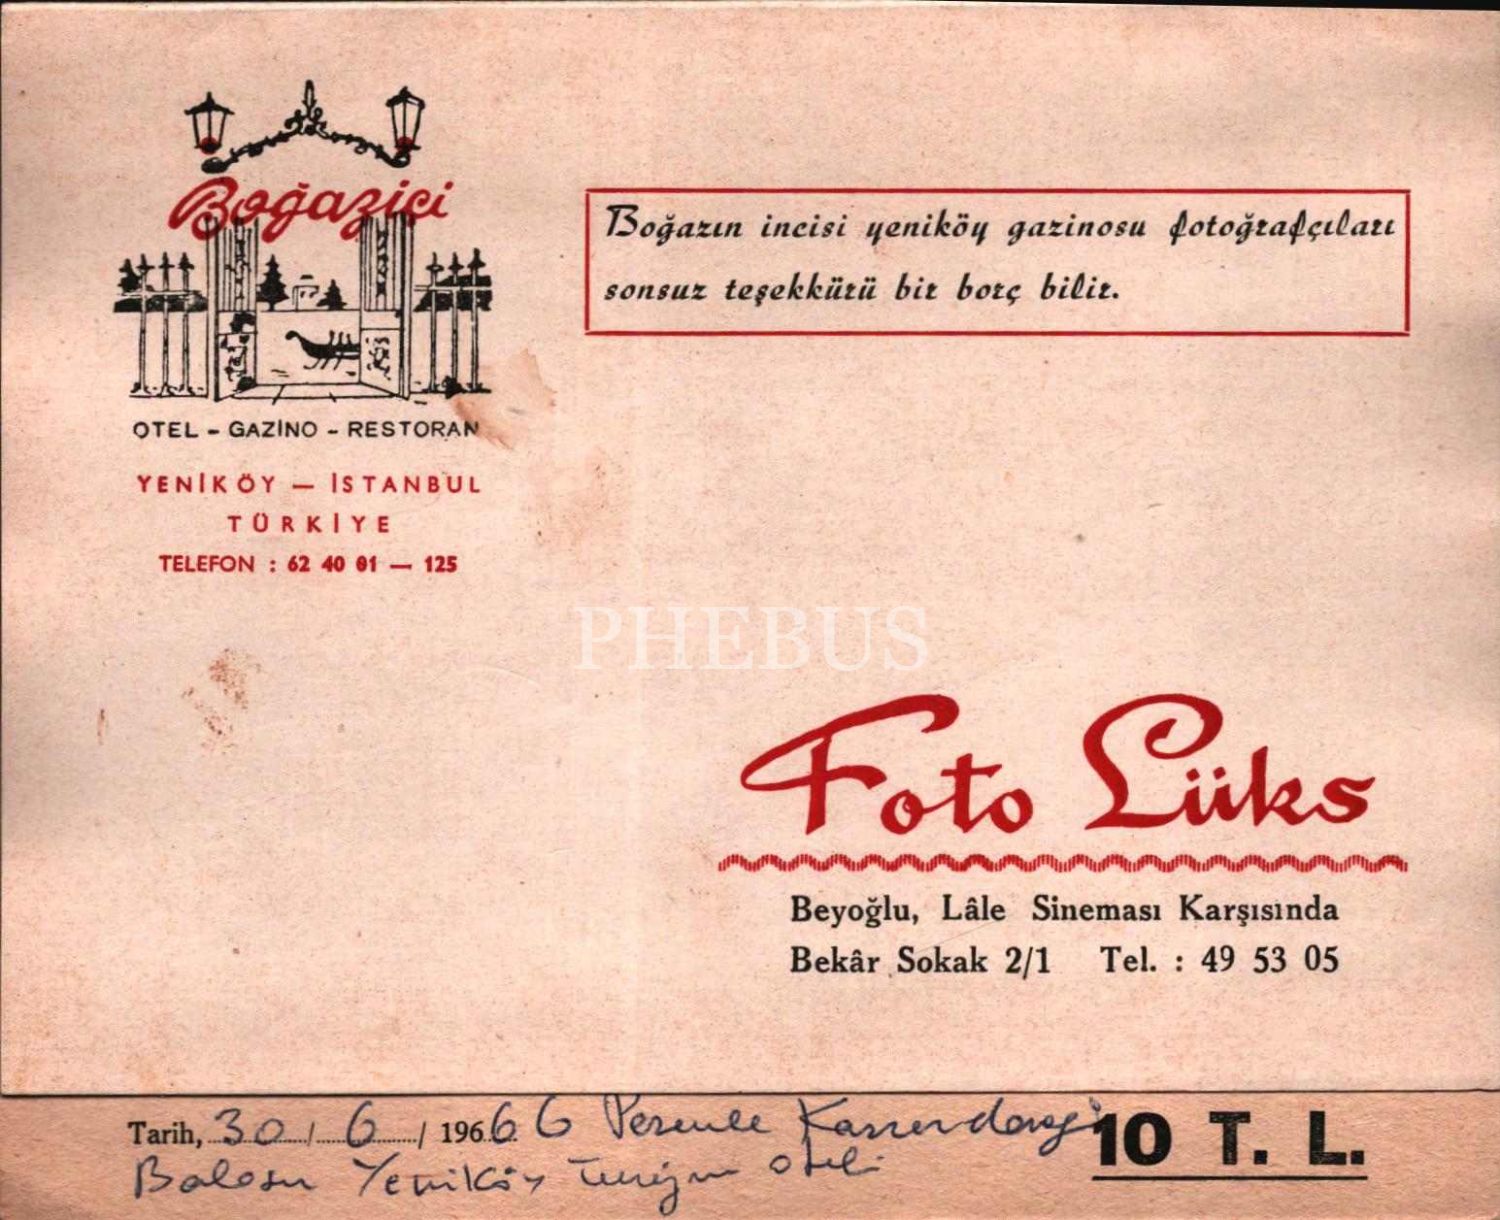 Boğaziçi
OTEL - GAZİNO - RESTORAN
YENİKÖY — İSTANBUL
TÜRKİYE
TELEFON : 62 40 01 — 125
Boğazın incisi yeniköy gazinosu fotoğrafçıları
sonsuz teşekkürü bir borç bilir.
PHEBUS
Foto Lüks
Beyoğlu, Lâle Sineması Karşısında
Bekâr Sokak 2/1 Tel. : 49 53 05
Tarih, 30 / 6 / 1966 10 T. L.
Balosu Yeniköy Turizm oteli